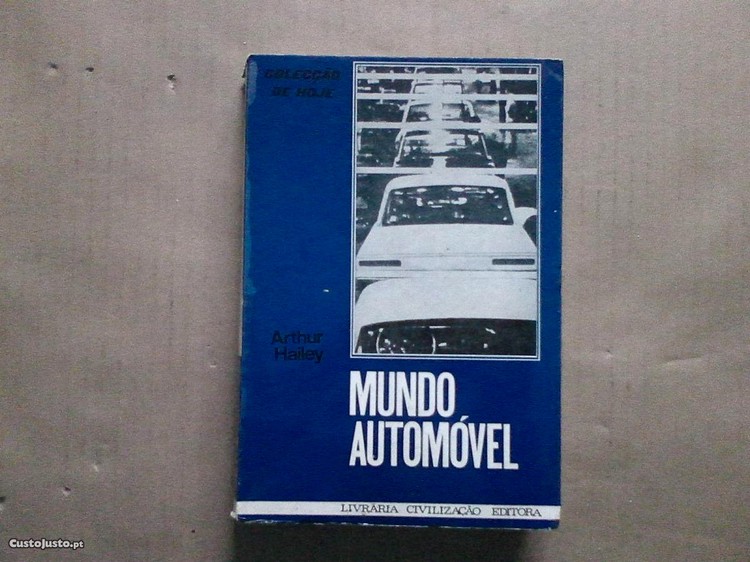 COLECÇÃO
DE HOJE
Arthur
Hailey
MUNDO
AUTOMÓVEL
LIVRARIA CIVILIZAÇÃO EDITORA
CustoJusto.pt